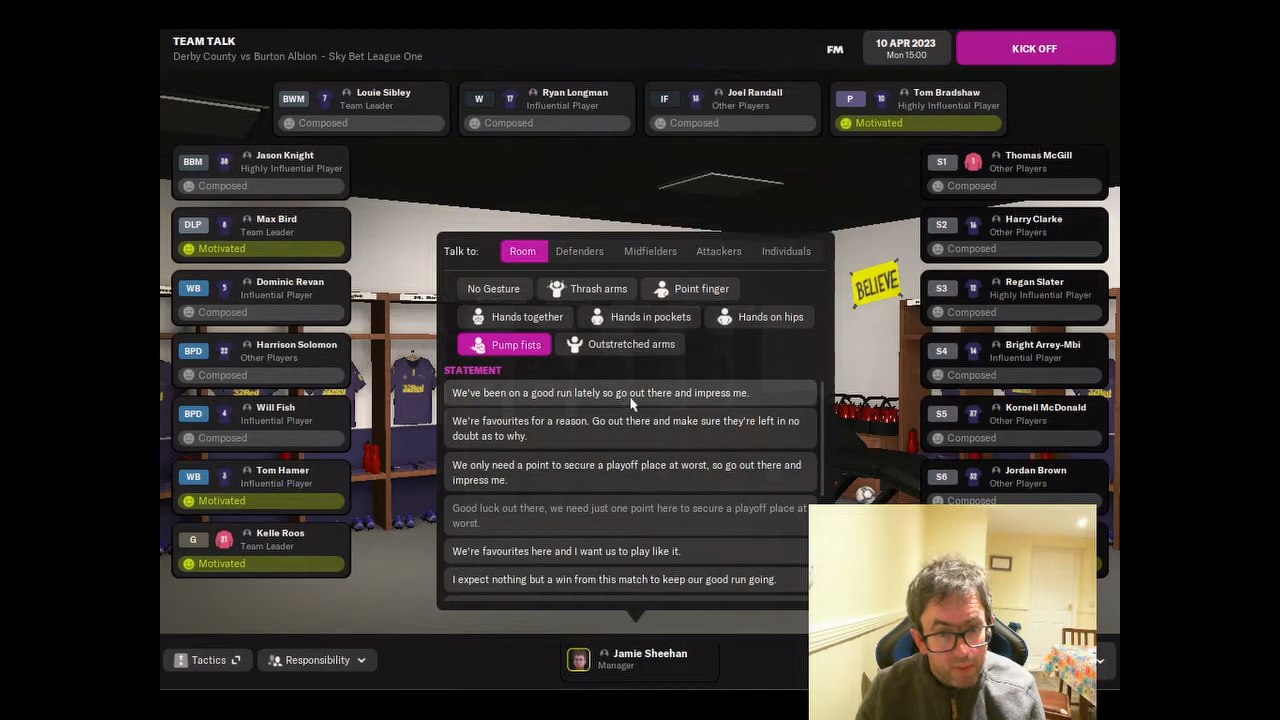 TEAM TALK
Derby County vs Burton Albion - Sky Bet League One
FM
10 APR 2023
Mon 15:00
KICK OFF
BWM
7
Louie Sibley
Team Leader
Composed
W
17
Ryan Longman
Influential Player
Composed
IF
Joel Randall
Other Players
Composed
P
10
Tom Bradshaw
Highly Influential Player
Motivated
BBM
Jason Knight
Highly Influential Player
Composed
DLP
8
Max Bird
Team Leader
Motivated
WB
5
Dominic Revan
Influential Player
Composed
BPD
22
Harrison Solomon
Other Players
Composed
BPD
4
Will Fish
Influential Player
Composed
WB
Tom Hamer
Influential Player
Motivated
G
Kelle Roos
Team Leader
Motivated
S1
1
Thomas McGill
Other Players
Composed
S2
16
Harry Clarke
Other Players
Composed
S3
12
Regan Slater
Highly Influential Player
Composed
S4
14
Bright Arrey-Mbi
Influential Player
Composed
S5
37
Kornell McDonald
Other Players
Composed
S6
32
Jordan Brown
Other Players
Composed
BELIEVE
32Red
Talk to:
Room
Defenders
Midfielders
Attackers
Individuals
No Gesture
Thrash arms
Point finger
Hands together
Hands in pockets
Hands on hips
Pump fists
Outstretched arms
STATEMENT
We've been on a good run lately so go out there and impress me.
We're favourites for a reason. Go out there and make sure they're left in no
doubt as to why.
We only need a point to secure a playoff place at worst, so go out there and
impress me.
Good luck out there, we need just one point here to secure a playoff place at
worst.
We're favourites here and I want us to play like it.
I expect nothing but a win from this match to keep our good run going.
Tactics
Responsibility
Jamie Sheehan
Manager